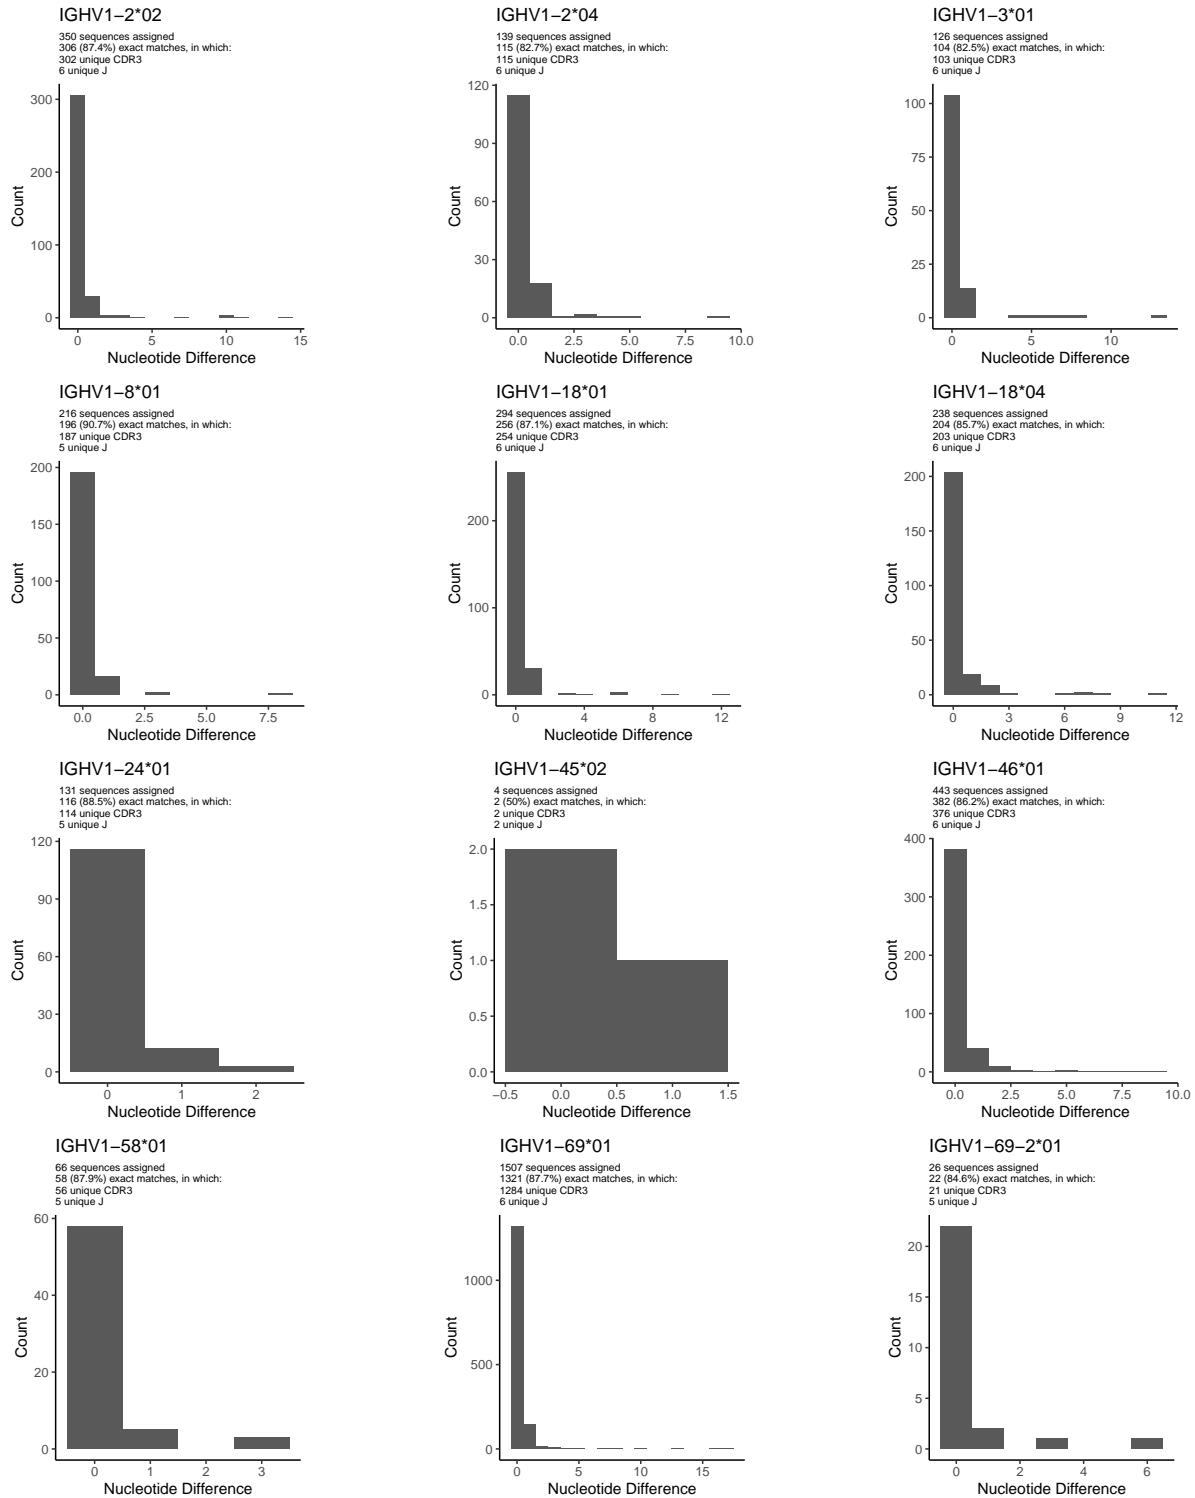 IGHV1−2*02
350 sequences assigned
306 (87.4%) exact matches, in which:
302 unique CDR3
6 unique J
300
200
100
0
Count
0 5 10 15
Nucleotide Difference
IGHV1−2*04
139 sequences assigned
115 (82.7%) exact matches, in which:
115 unique CDR3
6 unique J
120
90
60
30
0
Count
0.0 2.5 5.0 7.5 10.0
Nucleotide Difference
IGHV1−3*01
126 sequences assigned
104 (82.5%) exact matches, in which:
103 unique CDR3
6 unique J
100
75
50
25
0
Count
0 5 10
Nucleotide Difference
IGHV1−8*01
216 sequences assigned
196 (90.7%) exact matches, in which:
187 unique CDR3
5 unique J
200
150
100
50
0
Count
0.0 2.5 5.0 7.5
Nucleotide Difference
IGHV1−18*01
294 sequences assigned
256 (87.1%) exact matches, in which:
254 unique CDR3
6 unique J
200
100
0
Count
0 4 8 12
Nucleotide Difference
IGHV1−18*04
238 sequences assigned
204 (85.7%) exact matches, in which:
203 unique CDR3
6 unique J
200
150
100
50
0
Count
0 3 6 9 12
Nucleotide Difference
IGHV1−24*01
131 sequences assigned
116 (88.5%) exact matches, in which:
114 unique CDR3
5 unique J
120
90
60
30
0
Count
0 1 2
Nucleotide Difference
IGHV1−45*02
4 sequences assigned
2 (50%) exact matches, in which:
2 unique CDR3
2 unique J
2.0
1.5
1.0
0.5
0.0
Count
−0.5 0.0 0.5 1.0 1.5
Nucleotide Difference
IGHV1−46*01
443 sequences assigned
382 (86.2%) exact matches, in which:
376 unique CDR3
6 unique J
400
300
200
100
0
Count
0.0 2.5 5.0 7.5 10.0
Nucleotide Difference
IGHV1−58*01
66 sequences assigned
58 (87.9%) exact matches, in which:
56 unique CDR3
5 unique J
60
40
20
0
Count
0 1 2 3
Nucleotide Difference
IGHV1−69*01
1507 sequences assigned
1321 (87.7%) exact matches, in which:
1284 unique CDR3
6 unique J
1000
500
0
Count
0 5 10 15
Nucleotide Difference
IGHV1−69−2*01
26 sequences assigned
22 (84.6%) exact matches, in which:
21 unique CDR3
5 unique J
20
15
10
5
0
Count
0 2 4 6
Nucleotide Difference